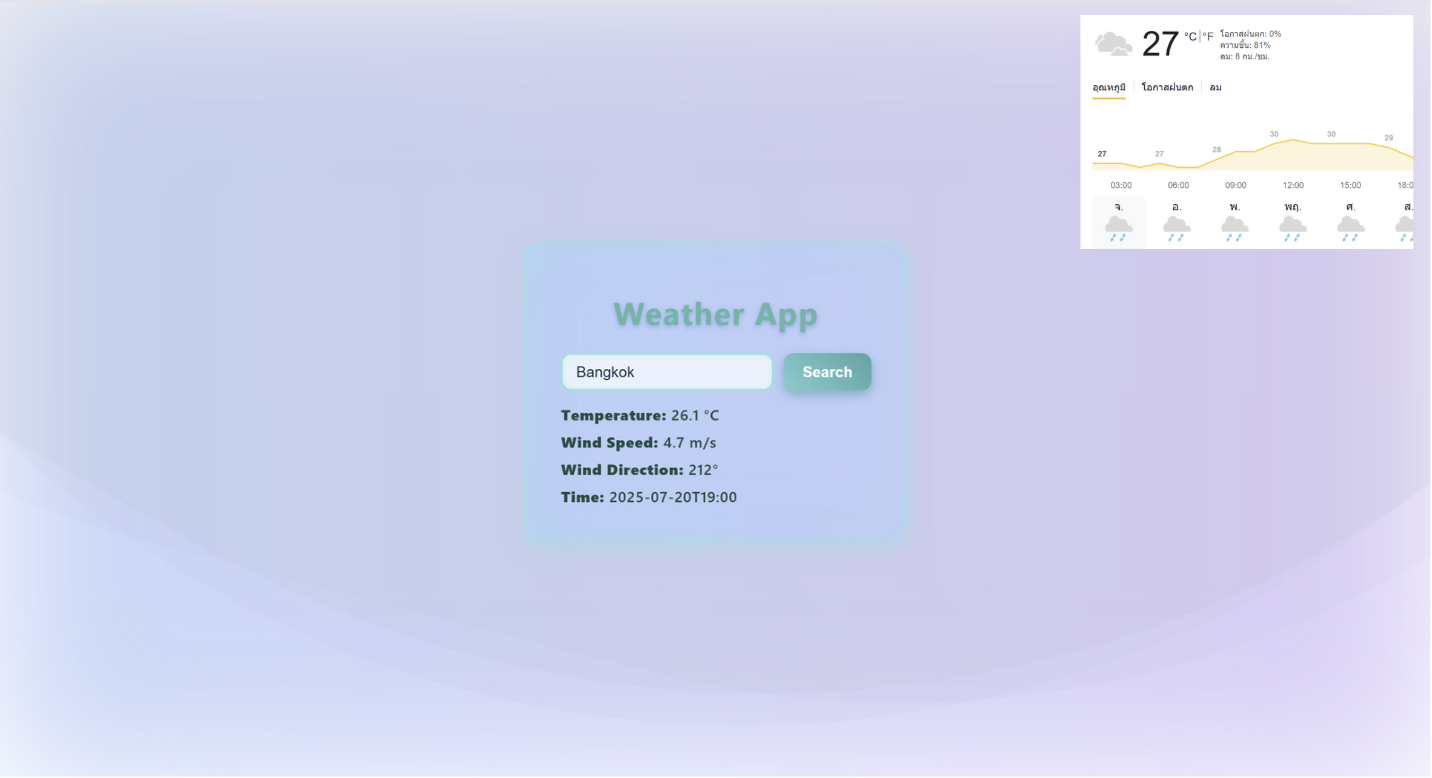 27 °C|°F
โอกาสฝนตก: 0%
ความชื้น: 81%
ลม: 8 กม./ชม.
อุณหภูมิ โอกาสฝนตก ลม
27 27 28 30 30 29
03:00 06:00 09:00 12:00 15:00 18:0
จ. อ. พ. พฤ. ศ. ส.
Weather App
Bangkok Search
Temperature: 26.1 °C
Wind Speed: 4.7 m/s
Wind Direction: 212°
Time: 2025-07-20T19:00